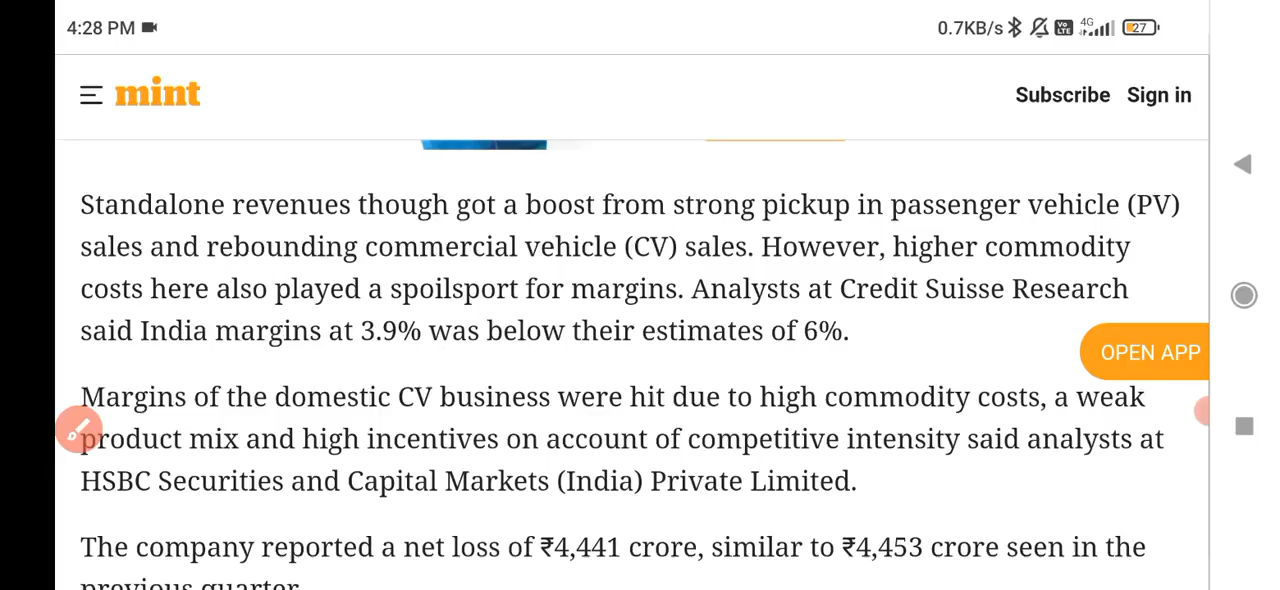 4:28 PM
0.7KB/s Vo LTE 4G 27
mint
Subscribe Sign in
Standalone revenues though got a boost from strong pickup in passenger vehicle (PV)
sales and rebounding commercial vehicle (CV) sales. However, higher commodity
costs here also played a spoilsport for margins. Analysts at Credit Suisse Research
said India margins at 3.9% was below their estimates of 6%.
OPEN APP
Margins of the domestic CV business were hit due to high commodity costs, a weak
product mix and high incentives on account of competitive intensity said analysts at
HSBC Securities and Capital Markets (India) Private Limited.
The company reported a net loss of ₹4,441 crore, similar to ₹4,453 crore seen in the
previous quarter